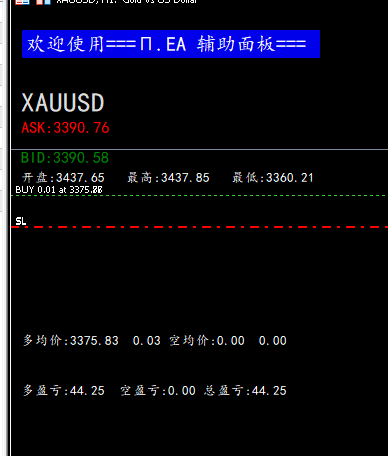 XAUUSD, H1: Gold vs US Dollar
欢迎使用===Π.EA 辅助面板===
XAUUSD
ASK:3390.76
BID:3390.58
开盘:3437.65 最高:3437.85 最低:3360.21
BUY 0.01 at
SL
多均价:3375.83 0.03 空均价:0.00 0.00
多盈亏:44.25 空盈亏:0.00 总盈亏:44.25